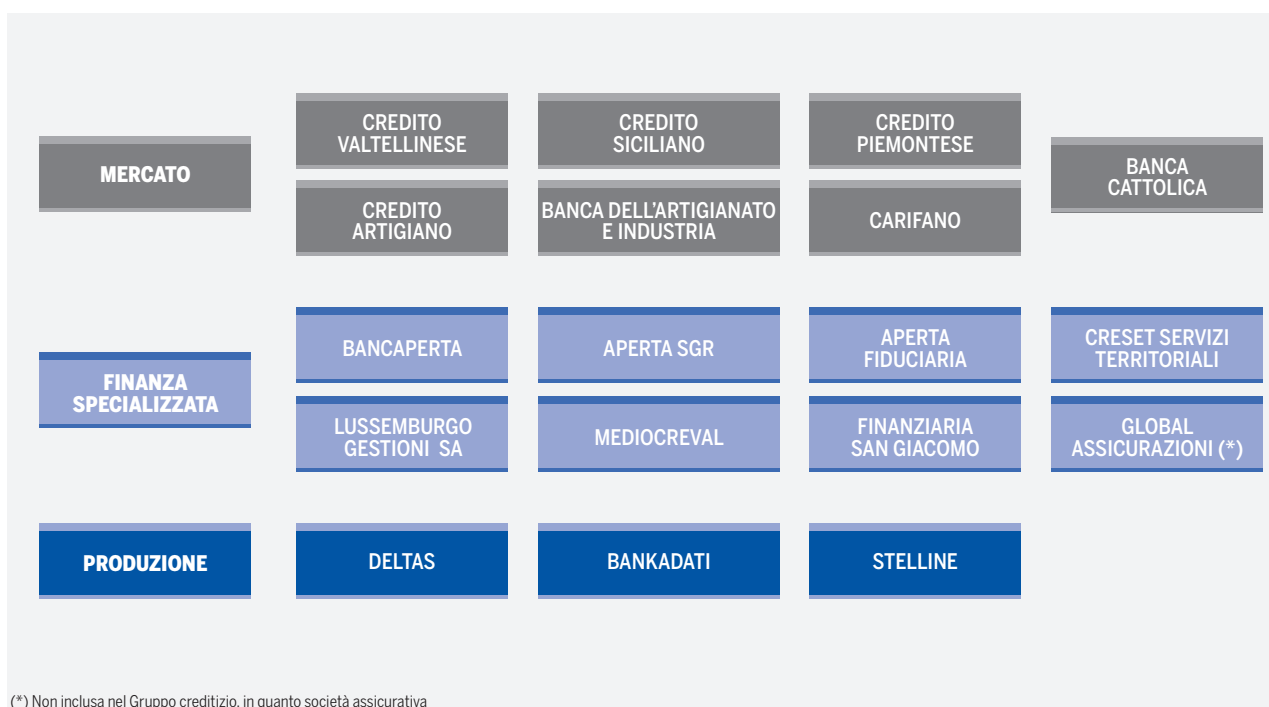 MERCATO
CREDITO
VALTELLINESE
CREDITO
SICILIANO
CREDITO
PIEMONTESE
BANCA
CATTOLICA
CREDITO
ARTIGIANO
BANCA DELL'ARTIGIANATO
E INDUSTRIA
CARIFANO
FINANZA
SPECIALIZZATA
BANCAPERTA
APERTA SGR
APERTA
FIDUCIARIA
CRESET SERVIZI
TERRITORIALI
LUSSEMBURGO
GESTIONI SA
MEDIOCREVAL
FINANZIARIA
SAN GIACOMO
GLOBAL
ASSICURAZIONI (*)
PRODUZIONE
DELTAS
BANKADATI
STELLINE
(*) Non inclusa nel Gruppo creditizio, in quanto società assicurativa